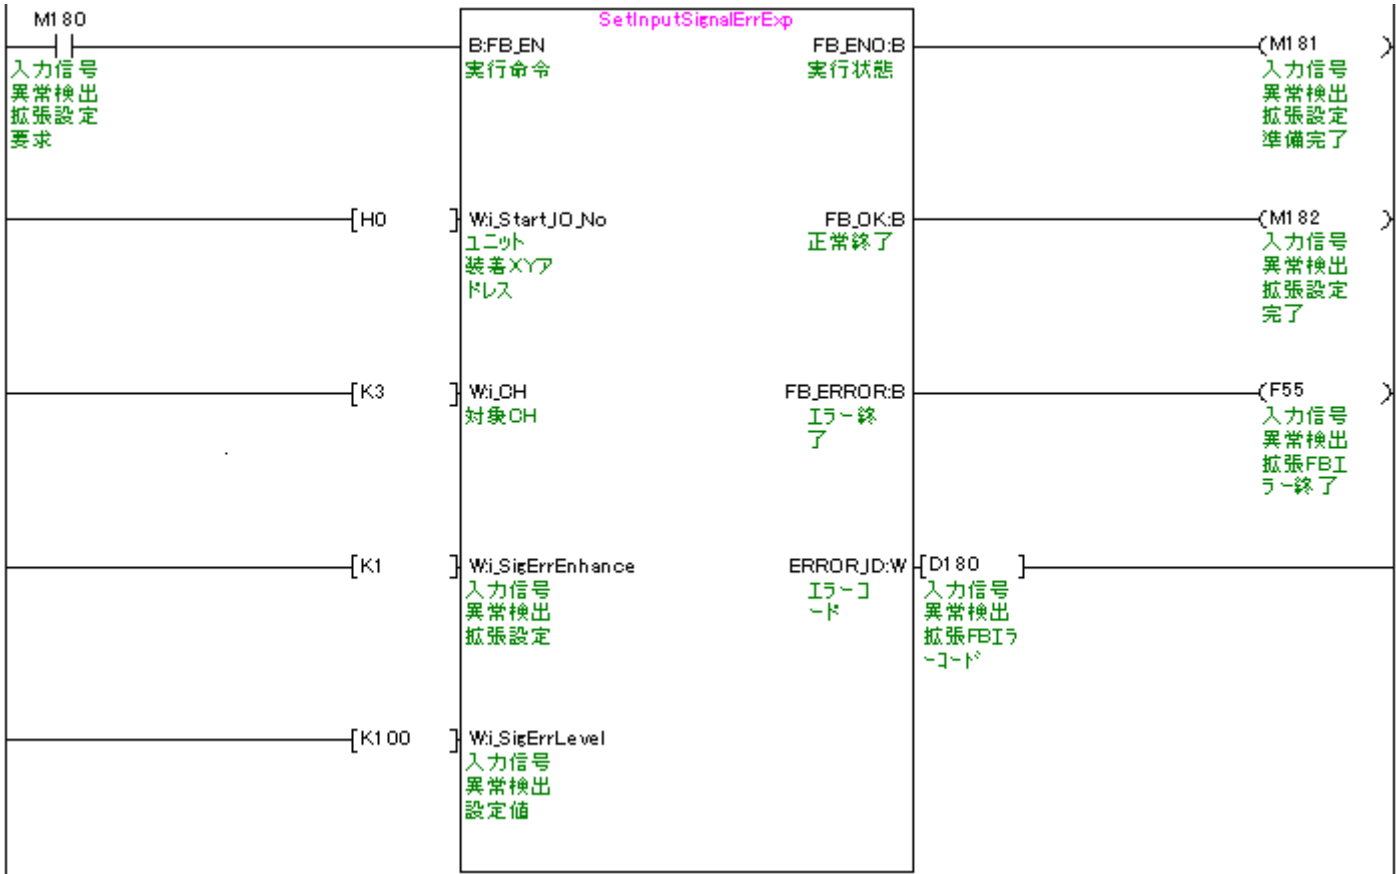 M180
SetInputSignalErrExp
B:FB_EN
FB_ENO:B
(M181 )
入力信号
異常検出
拡張設定
要求
実行命令
実行状態
入力信号
異常検出
拡張設定
準備完了
[H0 ]
W:i_Start_IO_No
FB_OK:B
(M182 )
ユニット
装着XYア
ドレス
正常終了
入力信号
異常検出
拡張設定
完了
[K3 ]
W:i_CH
FB_ERROR:B
(F55 )
対象CH
エラー終
了
入力信号
異常検出
拡張FBエ
ラー終了
[K1 ]
W:i_SigErrEnhance
ERROR_ID:W
[D180 ]
入力信号
異常検出
拡張設定
エラーコ
ード
入力信号
異常検出
拡張FBエラ
ーコード
[K100 ]
W:i_SigErrLevel
入力信号
異常検出
設定値